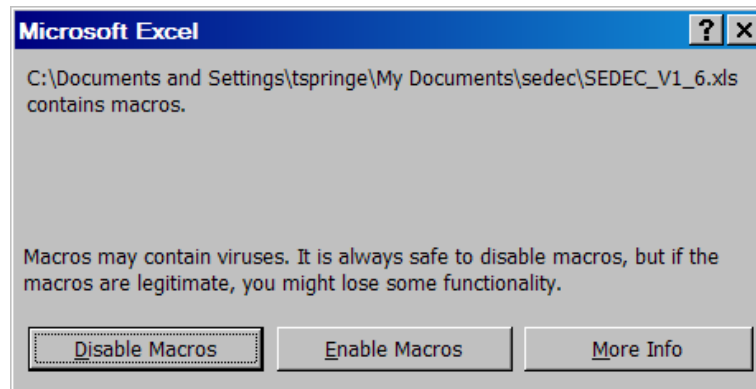 Microsoft Excel
C:\Documents and Settings\tspringe\My Documents\sedec\SEDEC_V1_6.xls
contains macros.
Macros may contain viruses. It is always safe to disable macros, but if the
macros are legitimate, you might lose some functionality.
Disable Macros Enable Macros More Info